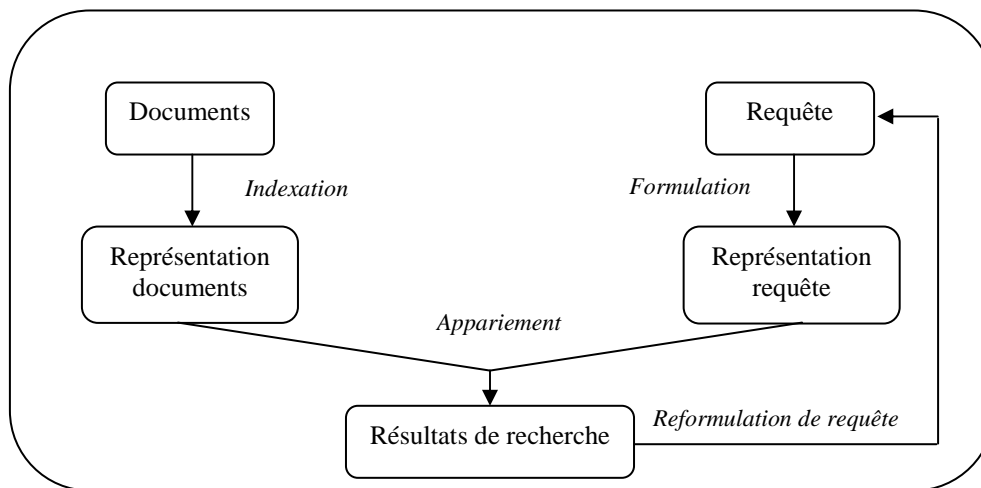 Documents
Requête
Indexation
Formulation
Représentation
documents
Représentation
requête
Appariement
Résultats de recherche
Reformulation de requête